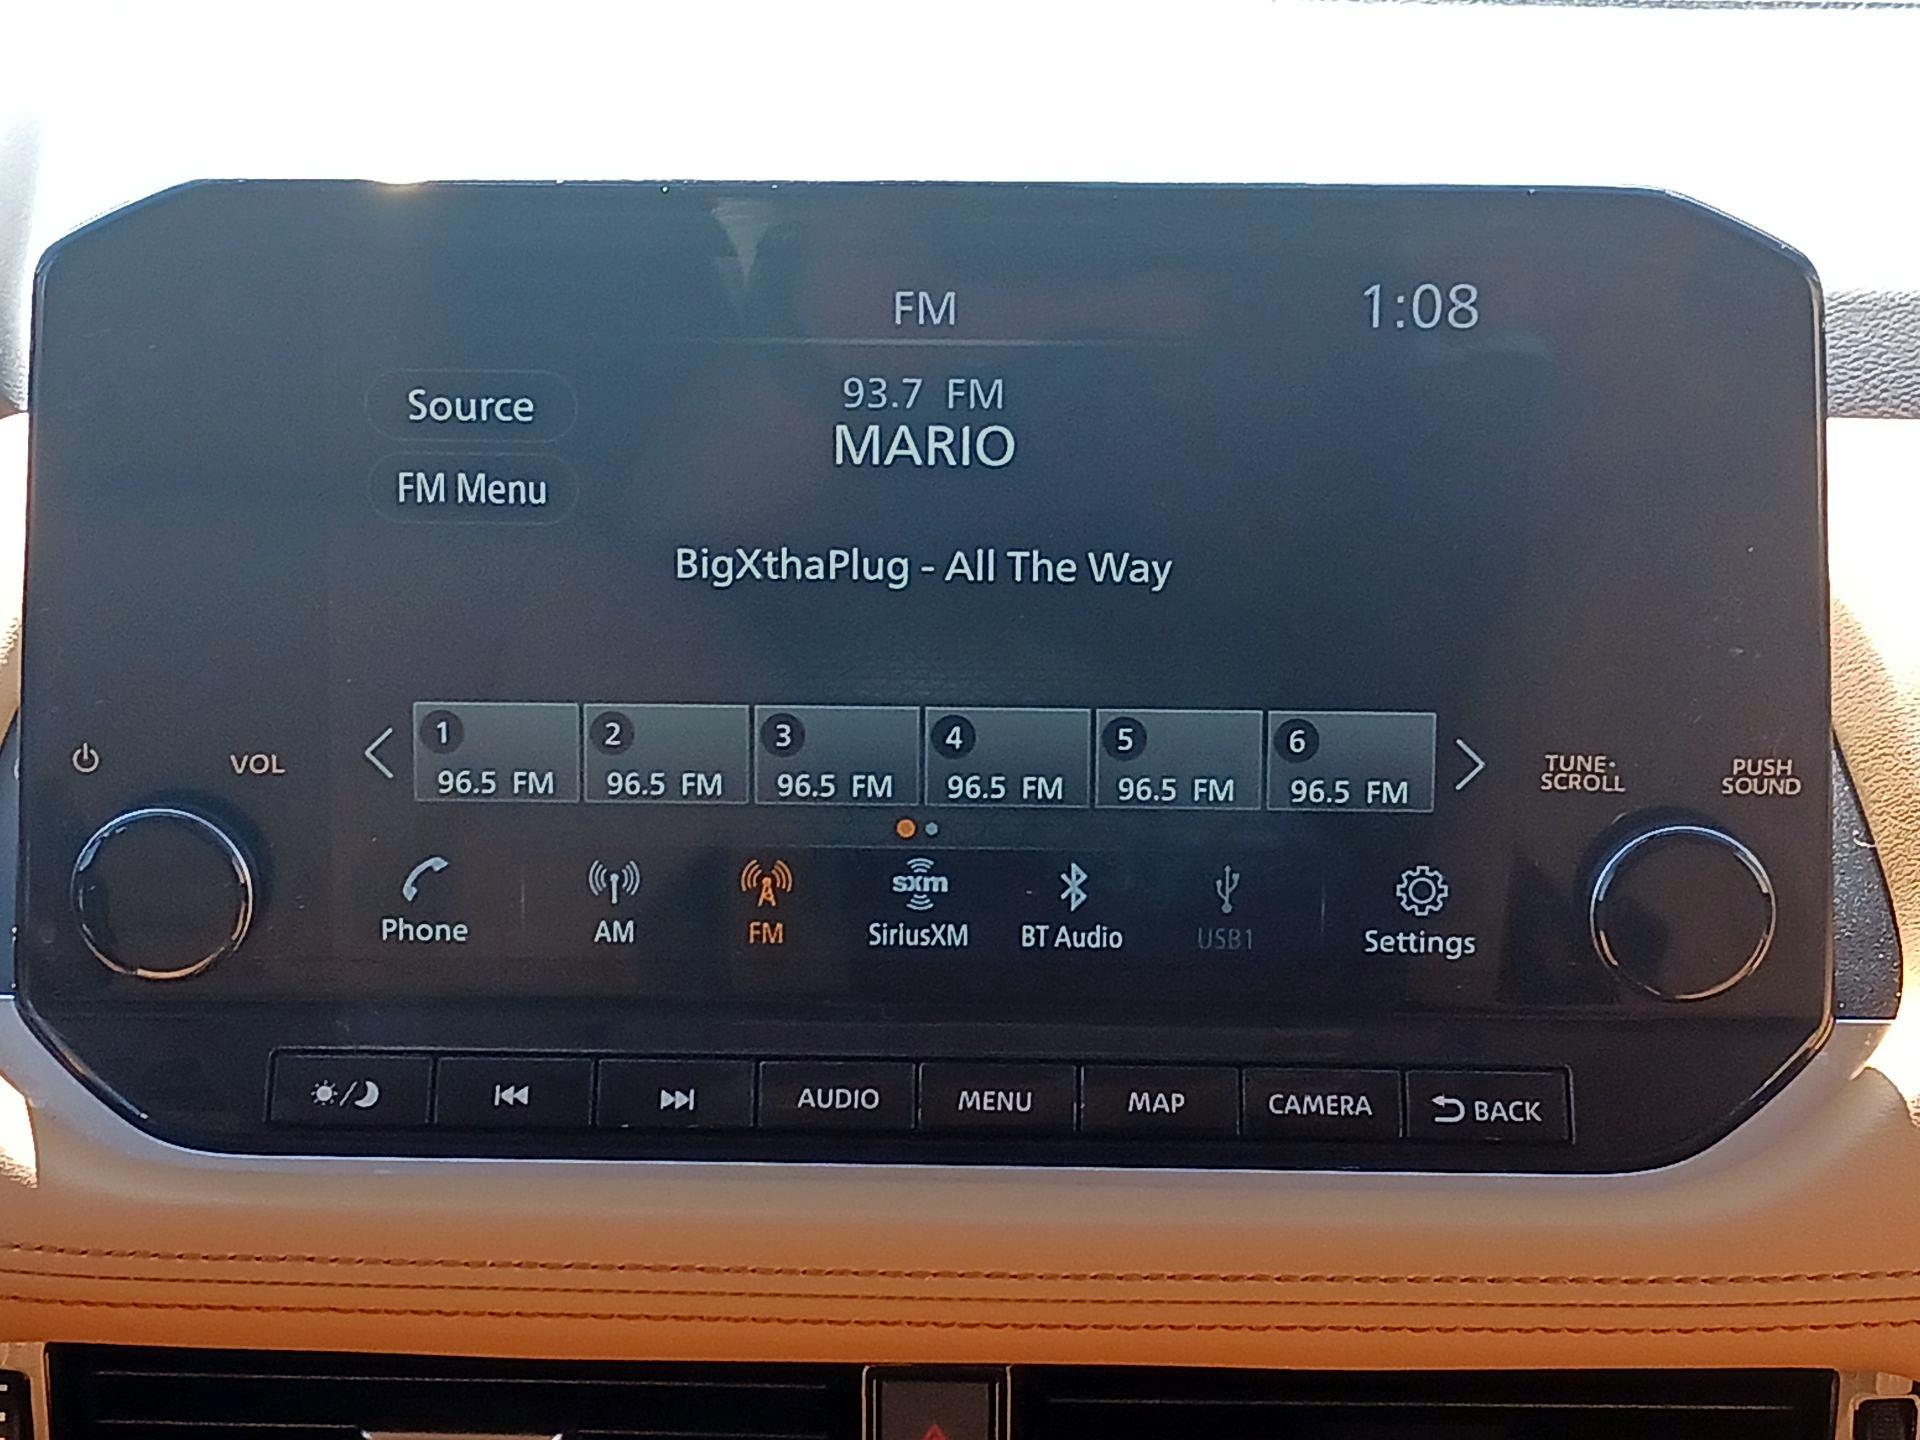 FM
1:08
Source
93.7 FM
MARIO
FM Menu
BigXthaPlug - All The Way
VOL
1
2
3
4
5
6
96.5 FM
96.5 FM
96.5 FM
96.5 FM
96.5 FM
96.5 FM
TUNE•
SCROLL
PUSH
SOUND
Phone
AM
FM
sxm
SiriusXM
BT Audio
USB1
Settings
AUDIO
MENU
MAP
CAMERA
BACK